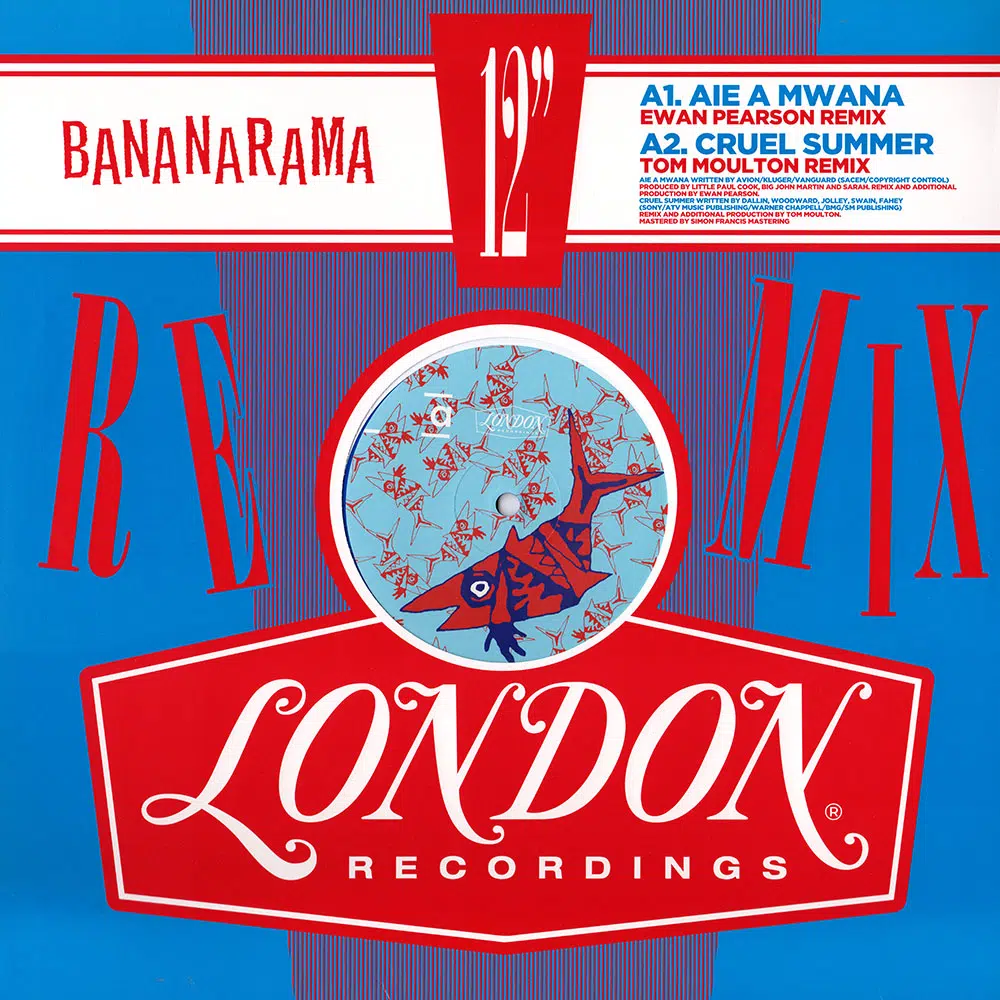 BANANARAMA
12”
A1. AIE A MWANA
EWAN PEARSON REMIX
A2. CRUEL SUMMER
TOM MOULTON REMIX
AIE A MWANA WRITTEN BY AVION/KLUGER/VANGUARD (SACEM/COPYRIGHT CONTROL)
PRODUCED BY LITTLE PAUL COOK, BIG JOHN MARTIN AND SARAH. REMIX AND ADDITIONAL
PRODUCTION BY EWAN PEARSON.
CRUEL SUMMER WRITTEN BY DALLIN, WOODWARD, JOLLEY, SWAIN, FAHEY
(SONY/ATV MUSIC PUBLISHING/WARNER CHAPPELL/BMG/SM PUBLISHING)
REMIX AND ADDITIONAL PRODUCTION BY TOM MOULTON.
MASTERED BY SIMON FRANCIS MASTERING
REMIX
|a|
LONDON
RECORDINGS
LONDON®
RECORDINGS